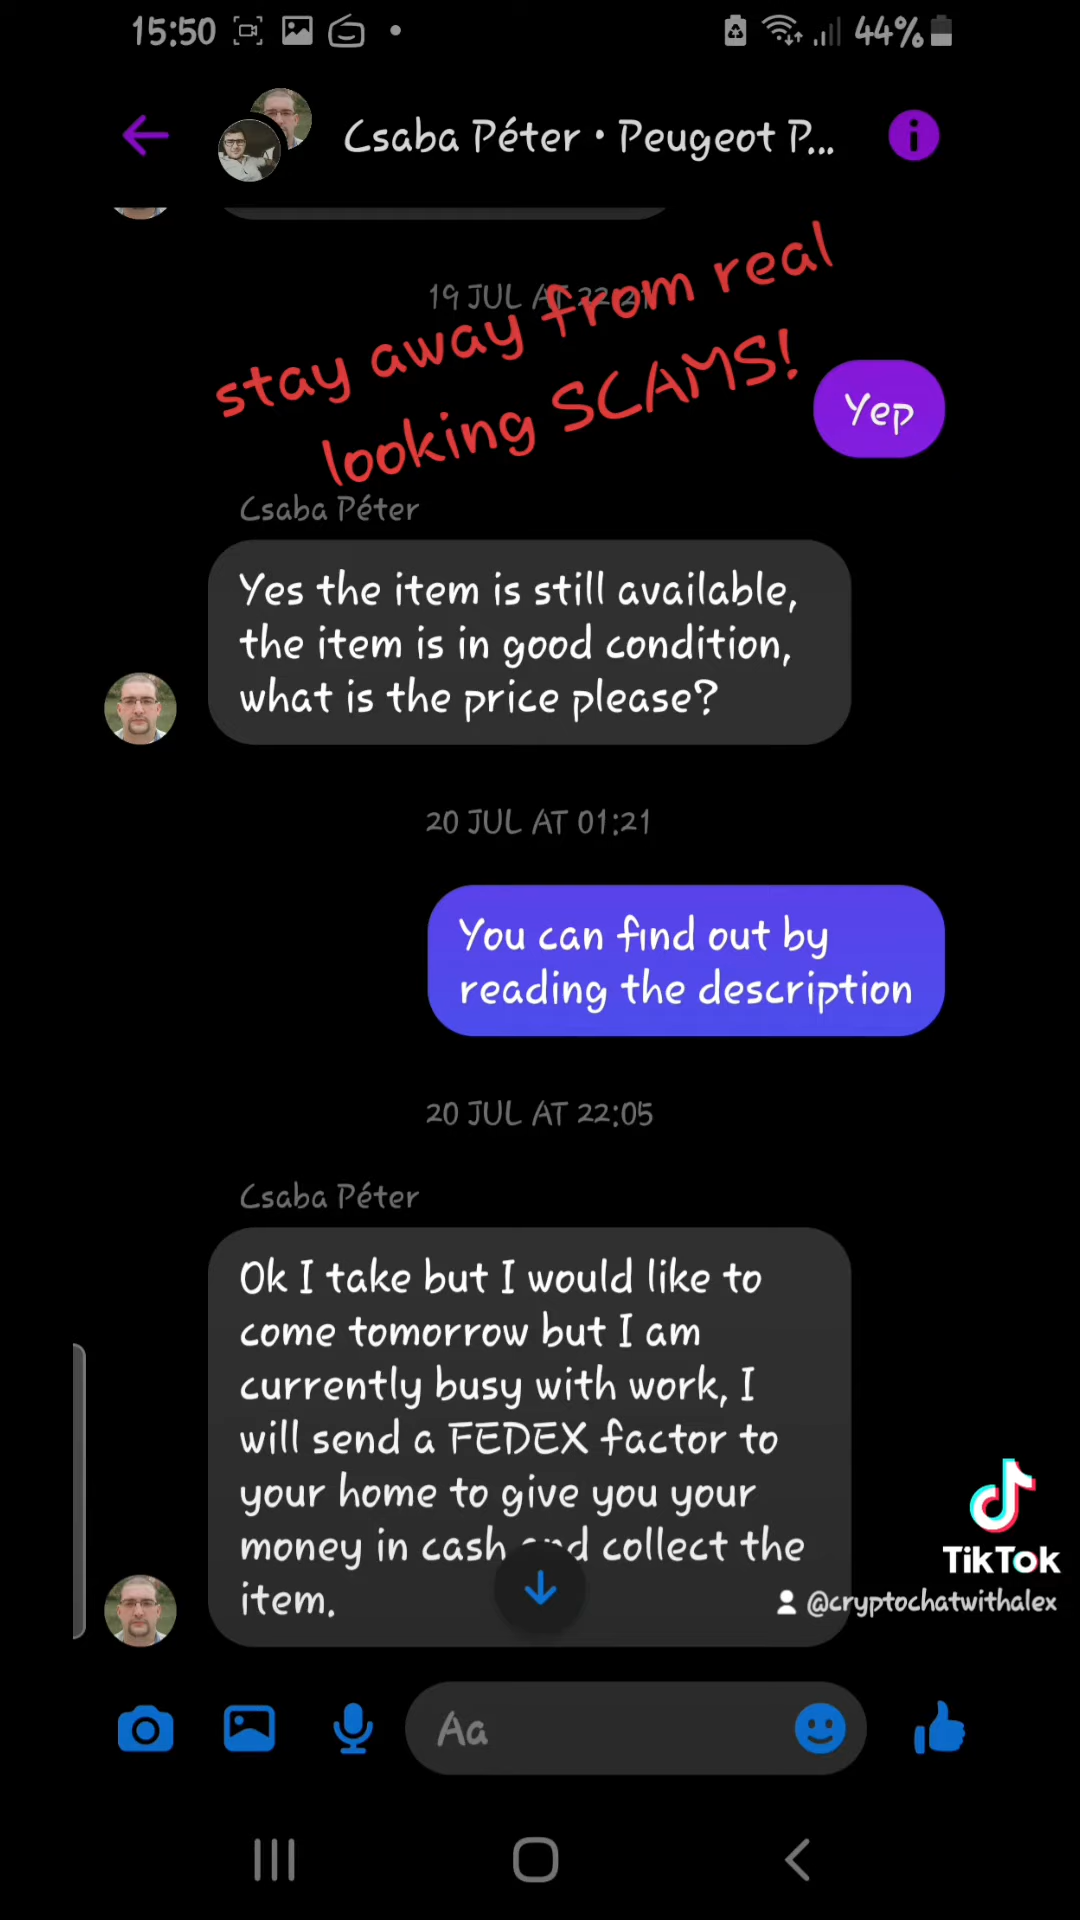 15:50 44%
Csaba Péter • Peugeot P...
19 JUL AT
stay away from real
looking SCAMS!
Yep
Csaba Péter
Yes the item is still available,
the item is in good condition,
what is the price please?
20 JUL AT 01:21
You can find out by
reading the description
20 JUL AT 22:05
Csaba Péter
Ok I take but I would like to
come tomorrow but I am
currently busy with work, I
will send a FEDEX factor to
your home to give you your
money in cash and collect the
item.
TikTok
@cryptochatwithalex
Aa